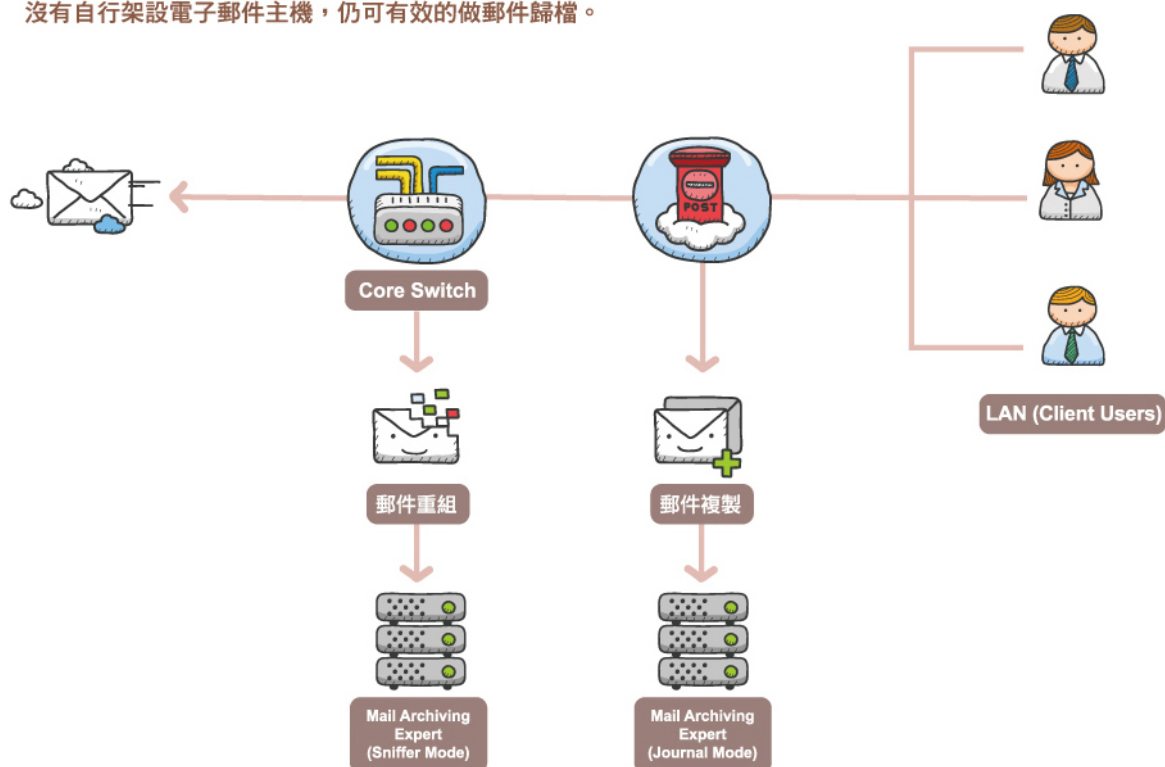 沒有自行架設電子郵件主機，仍可有效的做郵件歸檔。
POST
Core Switch
LAN (Client Users)
郵件重組
郵件複製
Mail Archiving
Expert
(Sniffer Mode)
Mail Archiving
Expert
(Journal Mode)